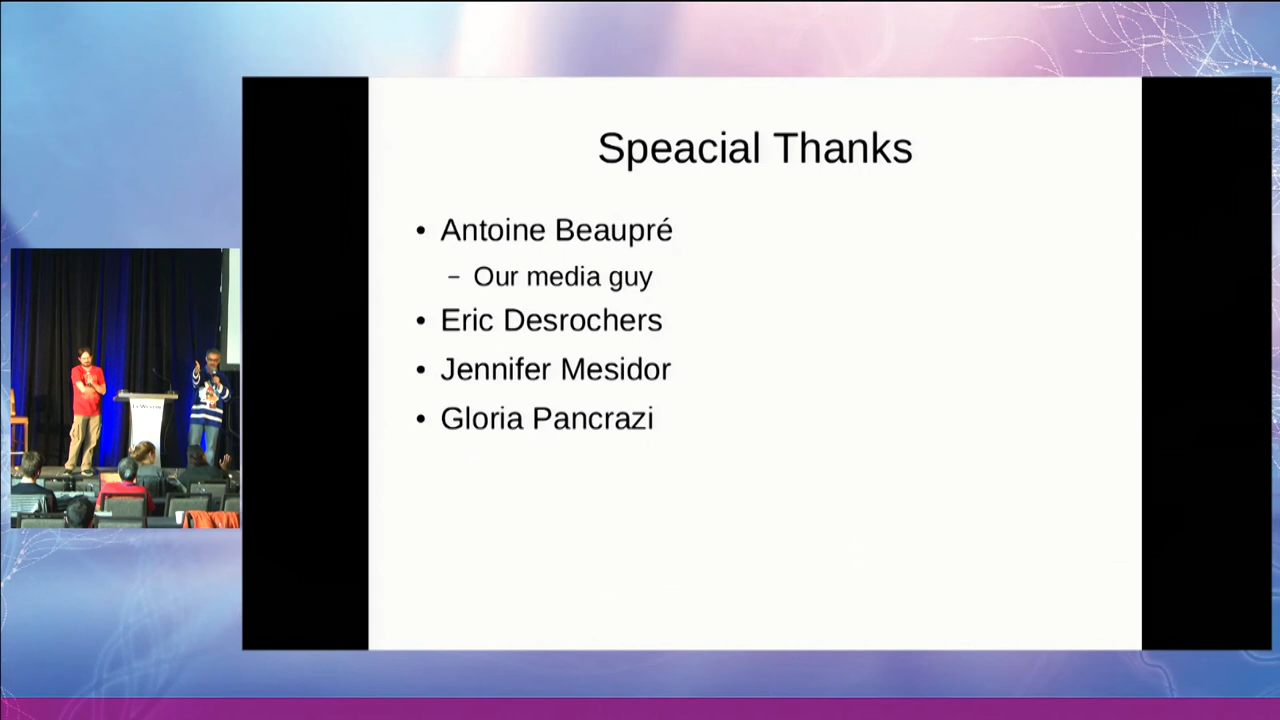 Speacial Thanks
• Antoine Beaupré
– Our media guy
• Eric Desrochers
• Jennifer Mesidor
• Gloria Pancrazi